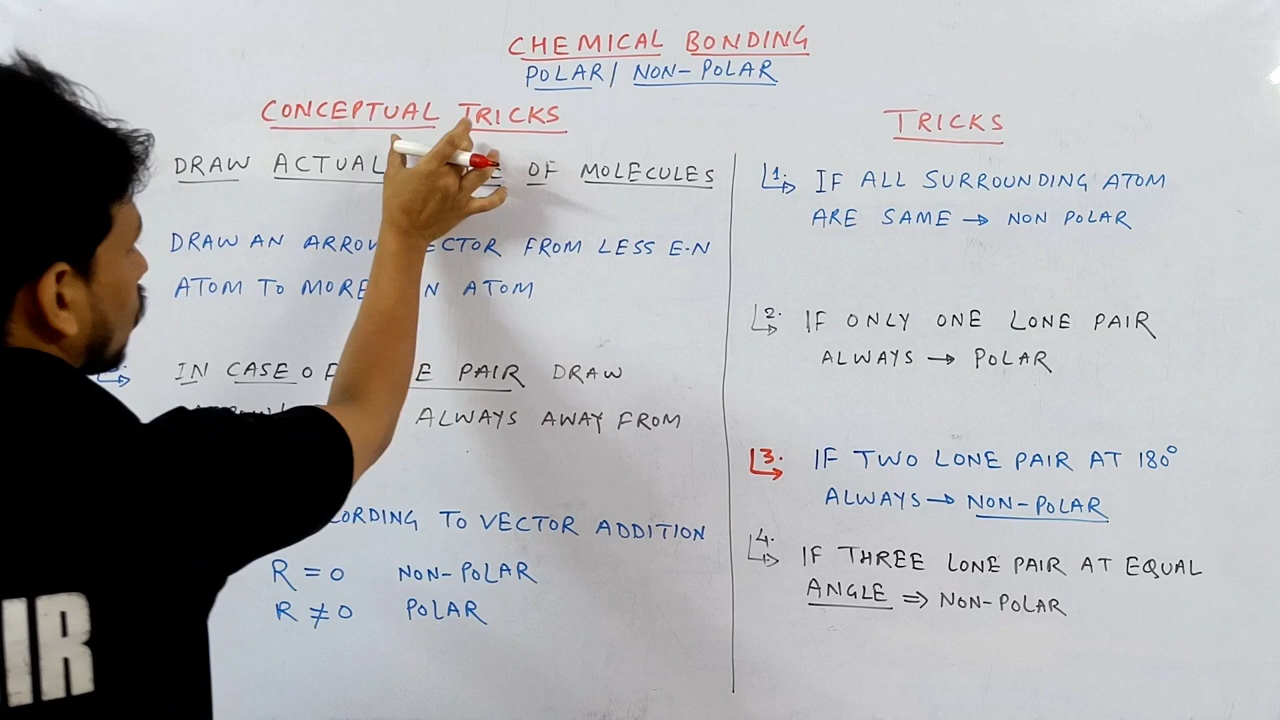 CHEMICAL BONDING
POLAR / NON-POLAR
CONCEPTUAL TRICKS
DRAW ACTUAL OF MOLECULES
DRAW AN FROM LESS E.N
ATOM TO MORE ATOM
IN CASE OF PAIR DRAW
ALWAYS AWAY FROM
TO VECTOR ADDITION
R = 0 NON-POLAR
R ≠ 0 POLAR
TRICKS
1. IF ALL SURROUNDING ATOM
ARE SAME → NON POLAR
2. IF ONLY ONE LONE PAIR
ALWAYS → POLAR
3. IF TWO LONE PAIR AT 180°
ALWAYS → NON-POLAR
4. IF THREE LONE PAIR AT EQUAL
ANGLE ⇒ NON-POLAR
IR